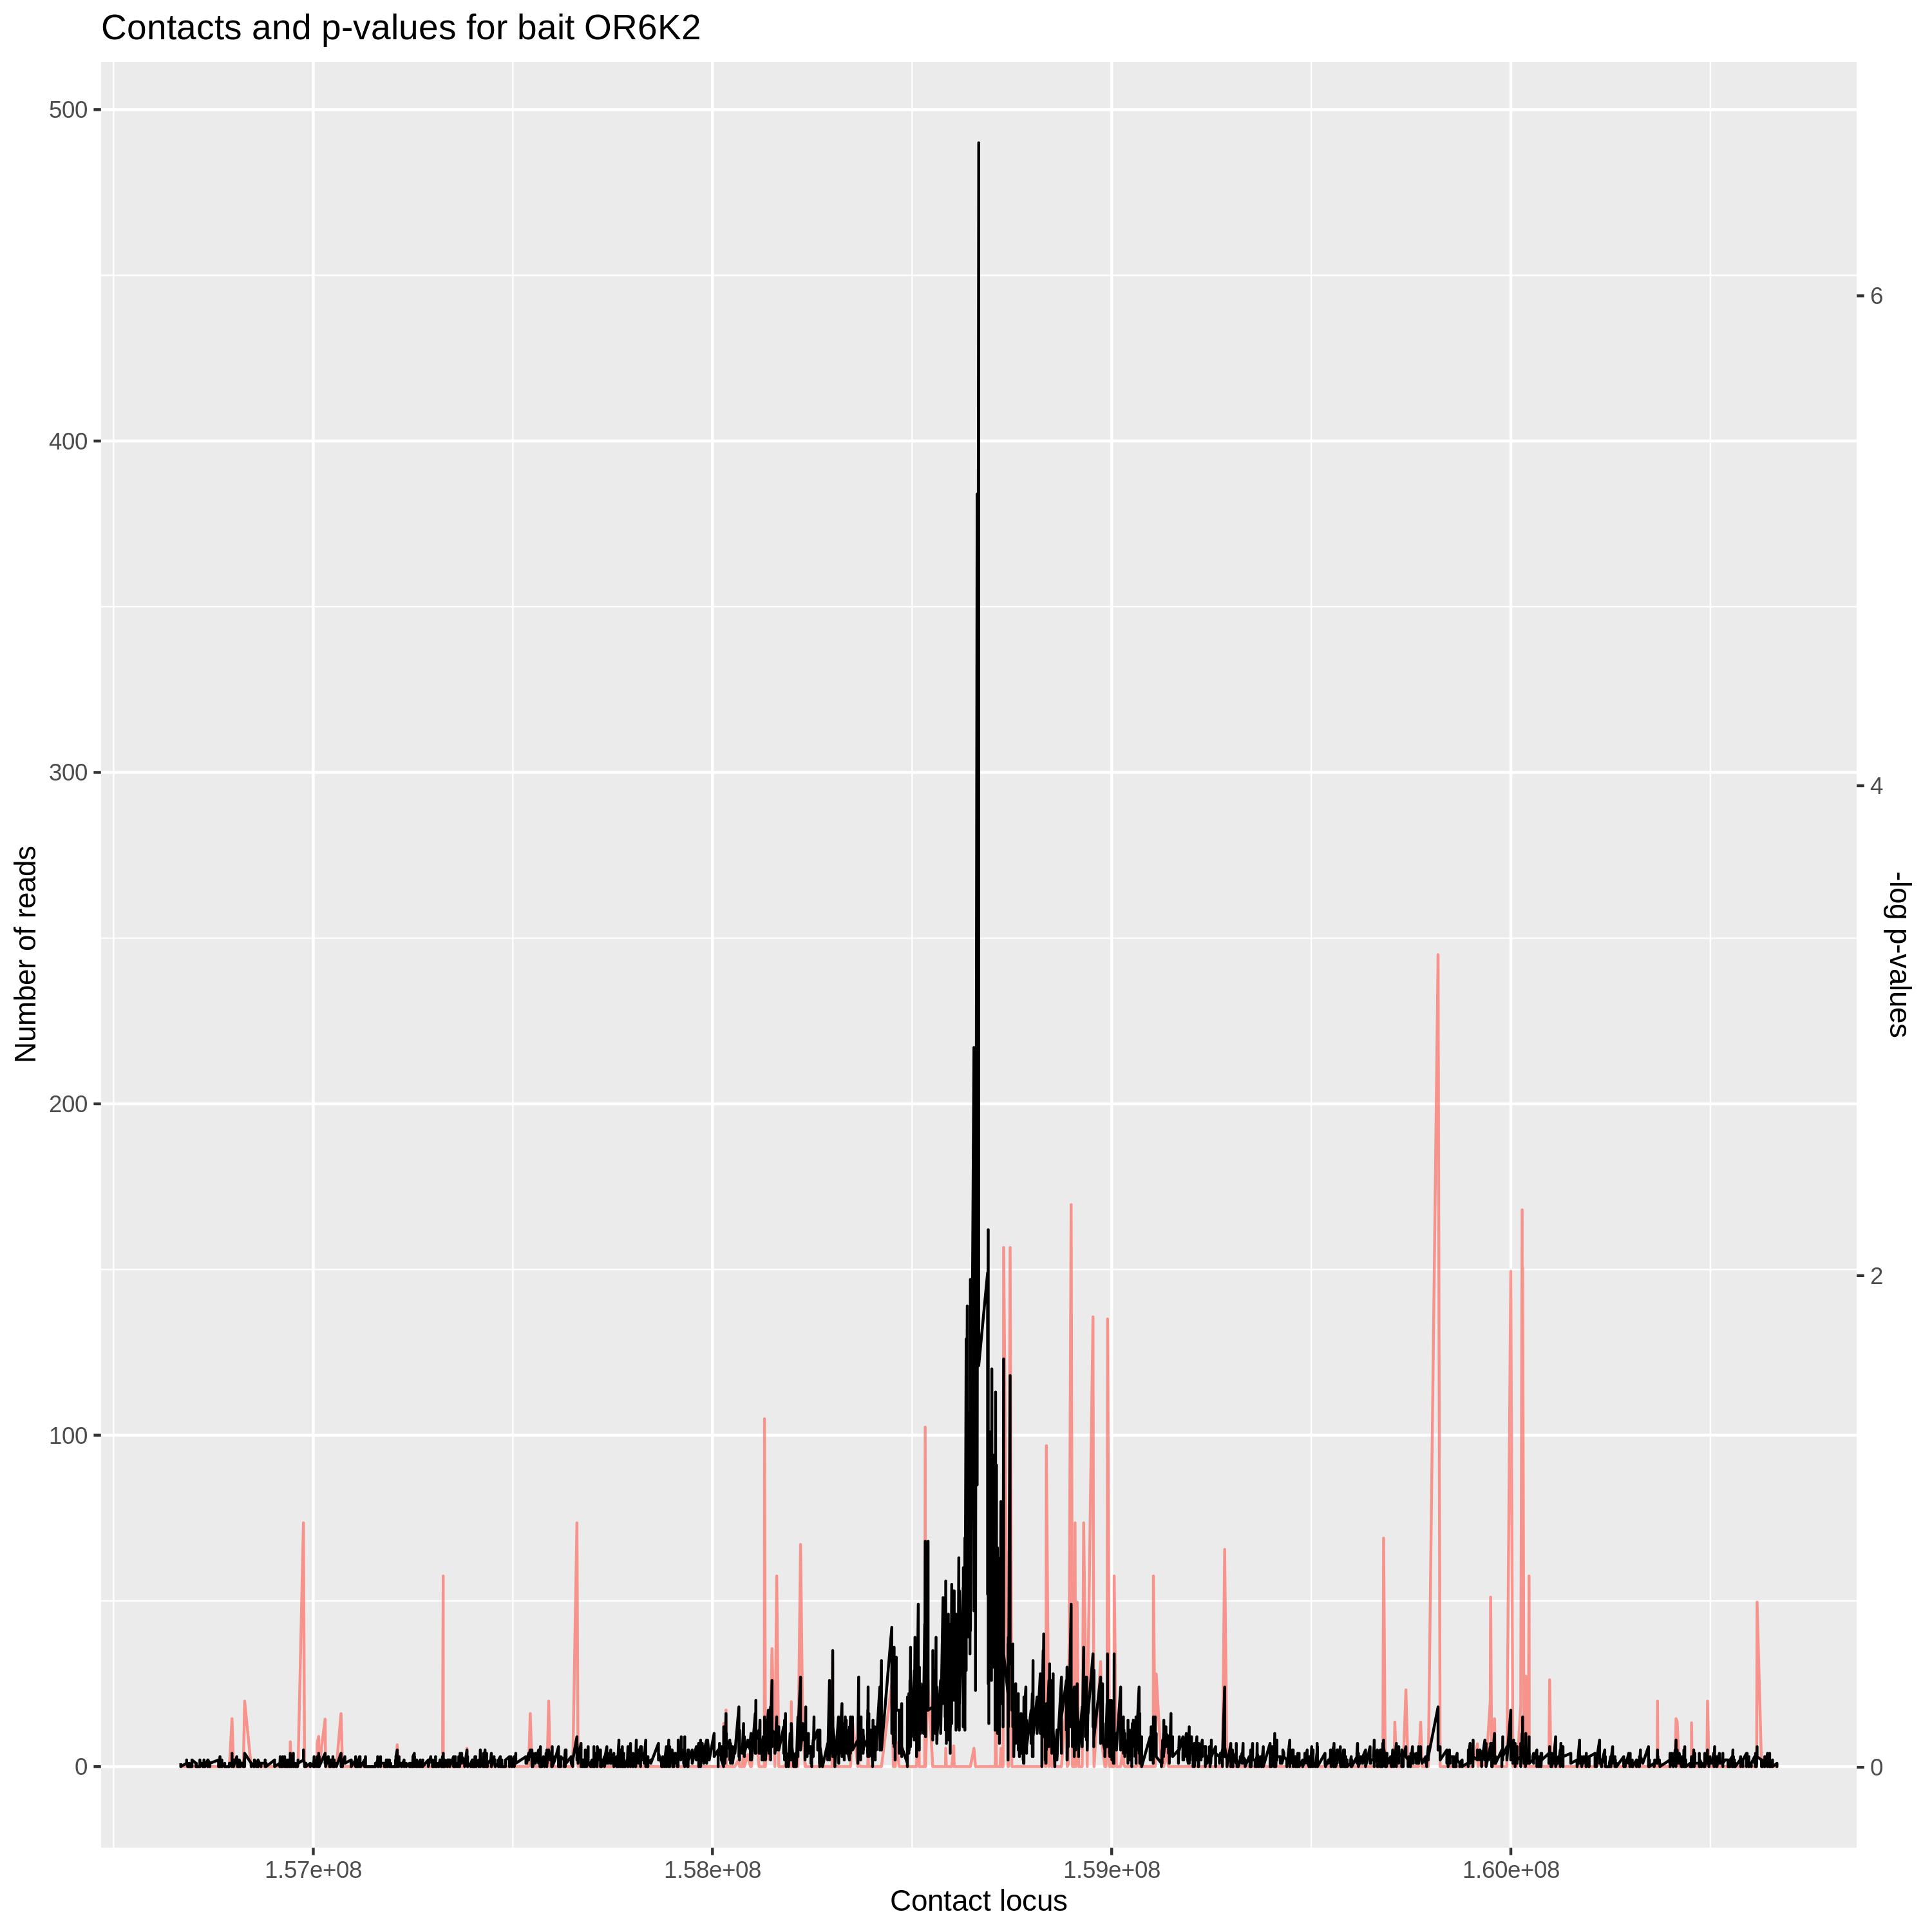 Contacts and p-values for bait OR6K2
500
400
300
200
100
0
Number of reads
6
4
2
0
-log p-values
1.57e+08
1.58e+08
1.59e+08
1.60e+08
Contact locus